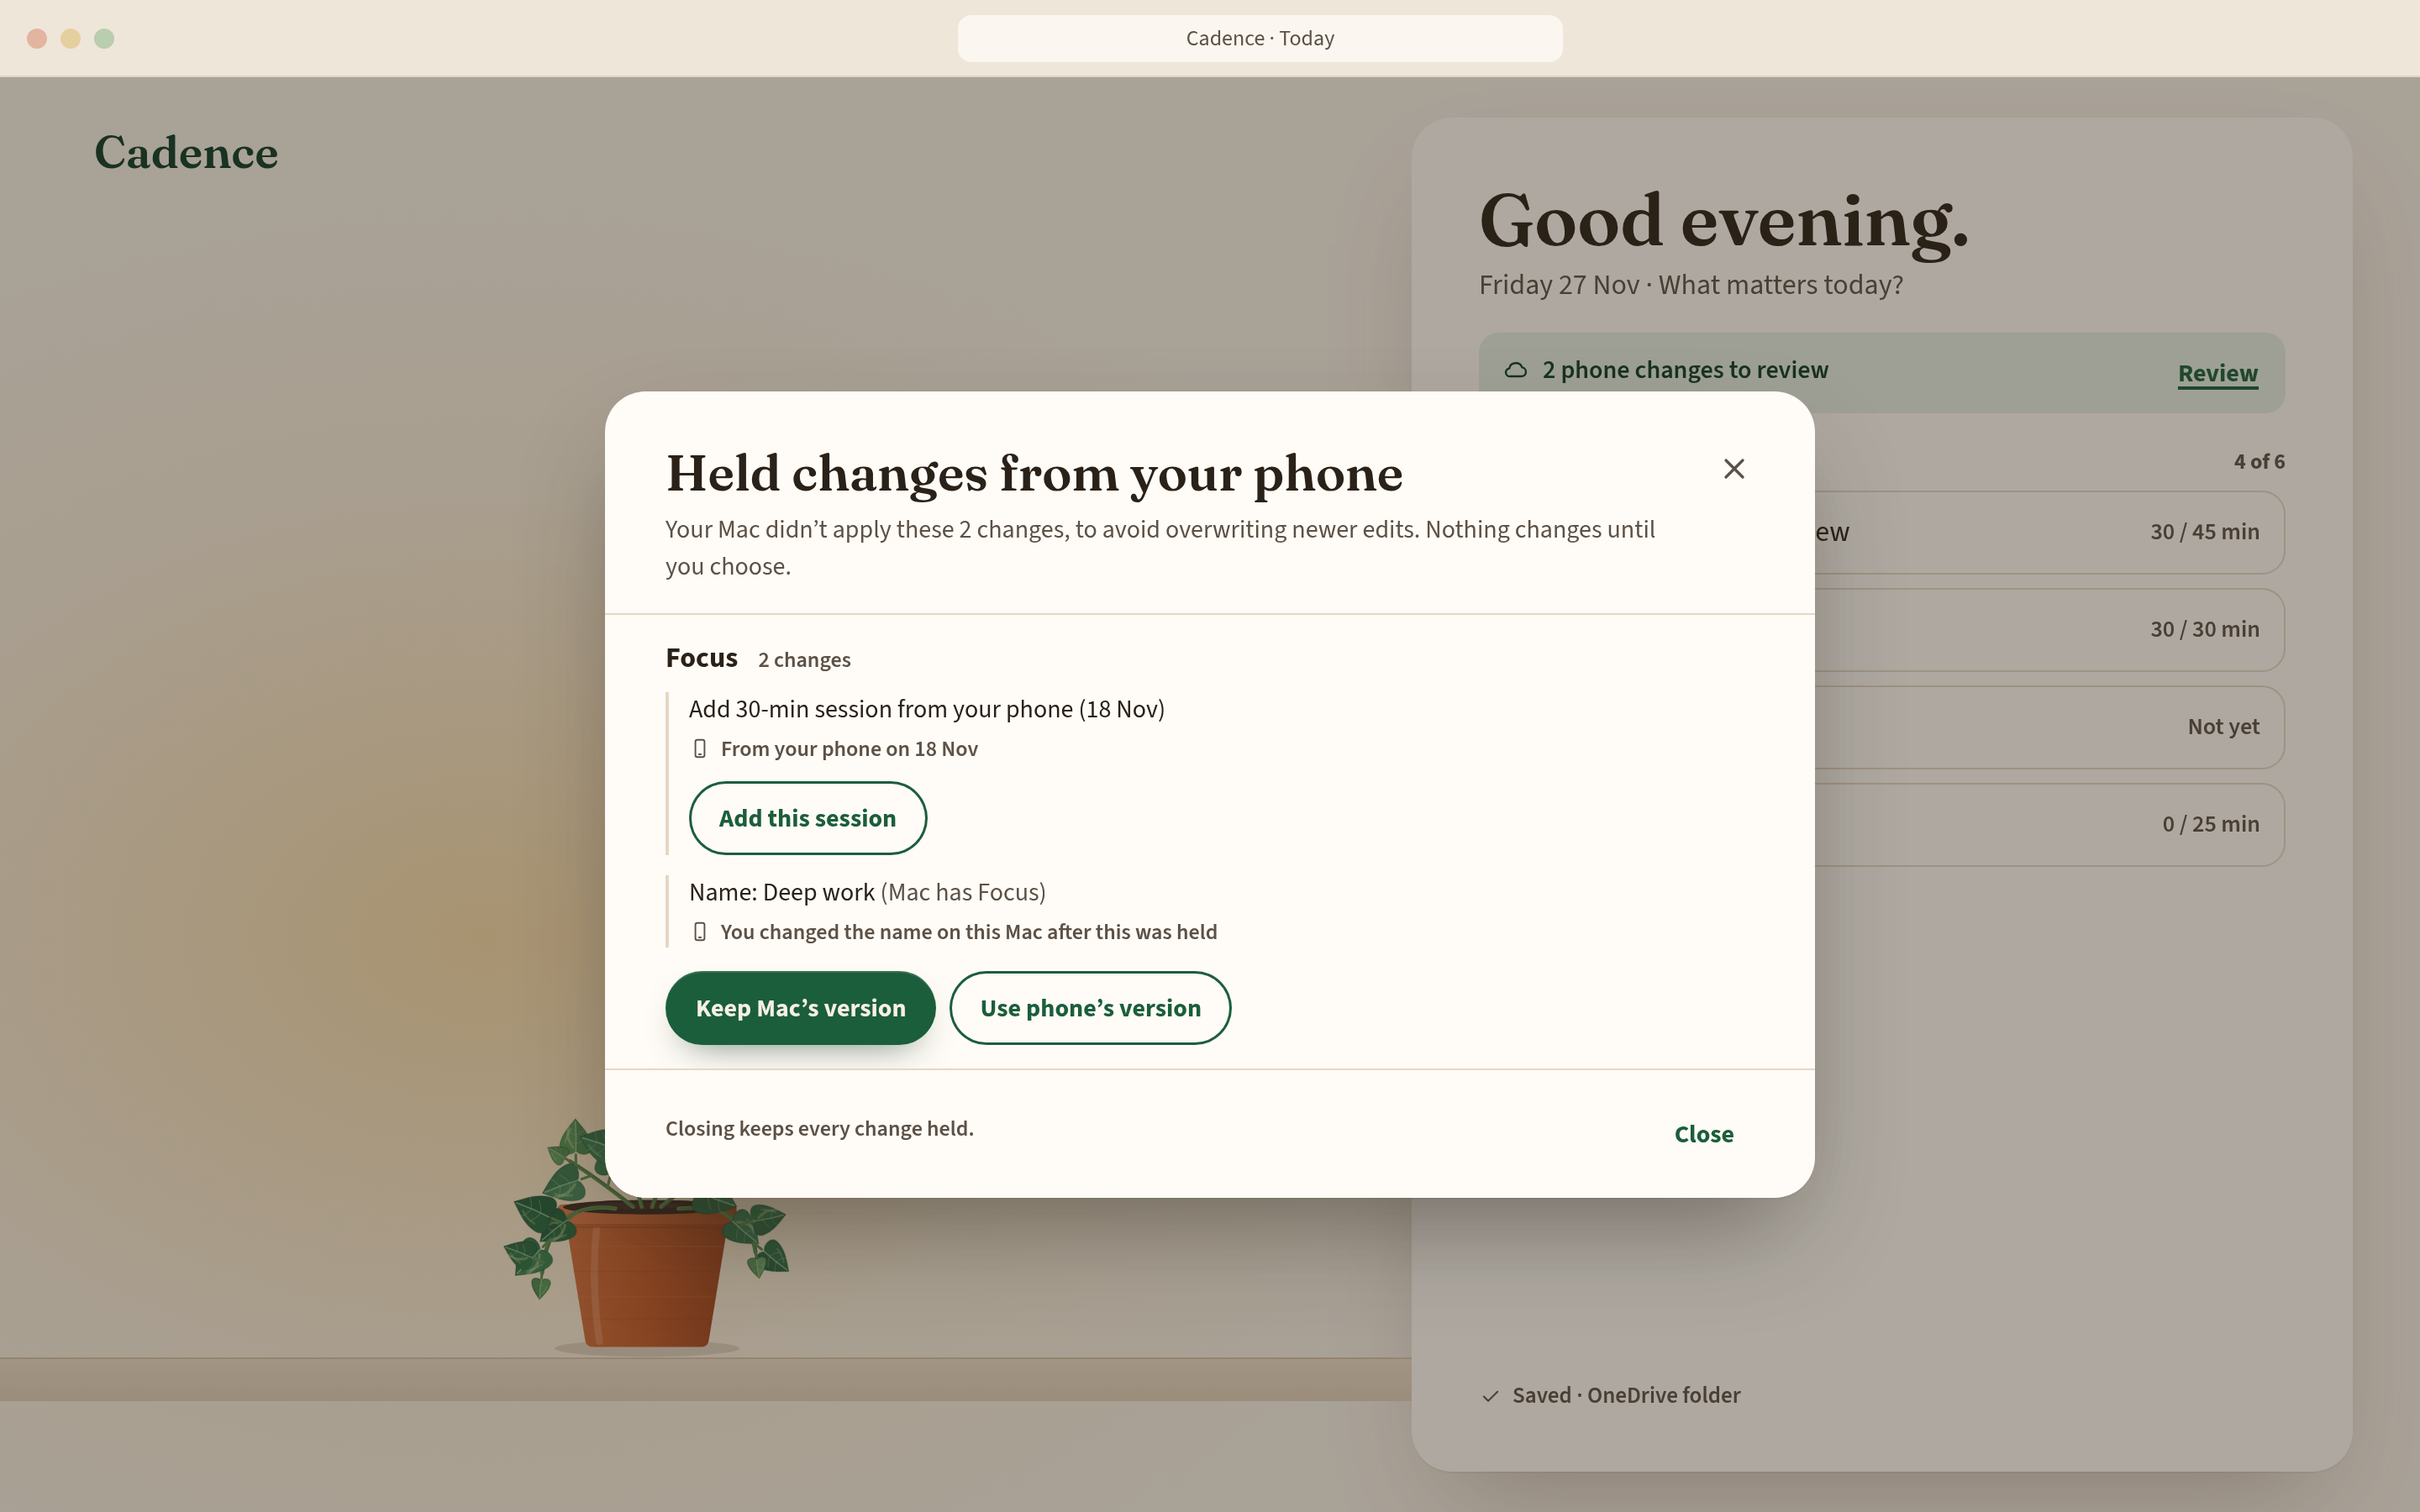 Cadence · Today
Cadence
Good evening.
Friday 27 Nov · What matters today?
2 phone changes to review
Review
4 of 6
ew
30 / 45 min
30 / 30 min
Not yet
0 / 25 min
Held changes from your phone
Your Mac didn’t apply these 2 changes, to avoid overwriting newer edits. Nothing changes until
you choose.
Focus 2 changes
Add 30-min session from your phone (18 Nov)
From your phone on 18 Nov
Add this session
Name: Deep work (Mac has Focus)
You changed the name on this Mac after this was held
Keep Mac’s version
Use phone’s version
Closing keeps every change held.
Close
Saved · OneDrive folder